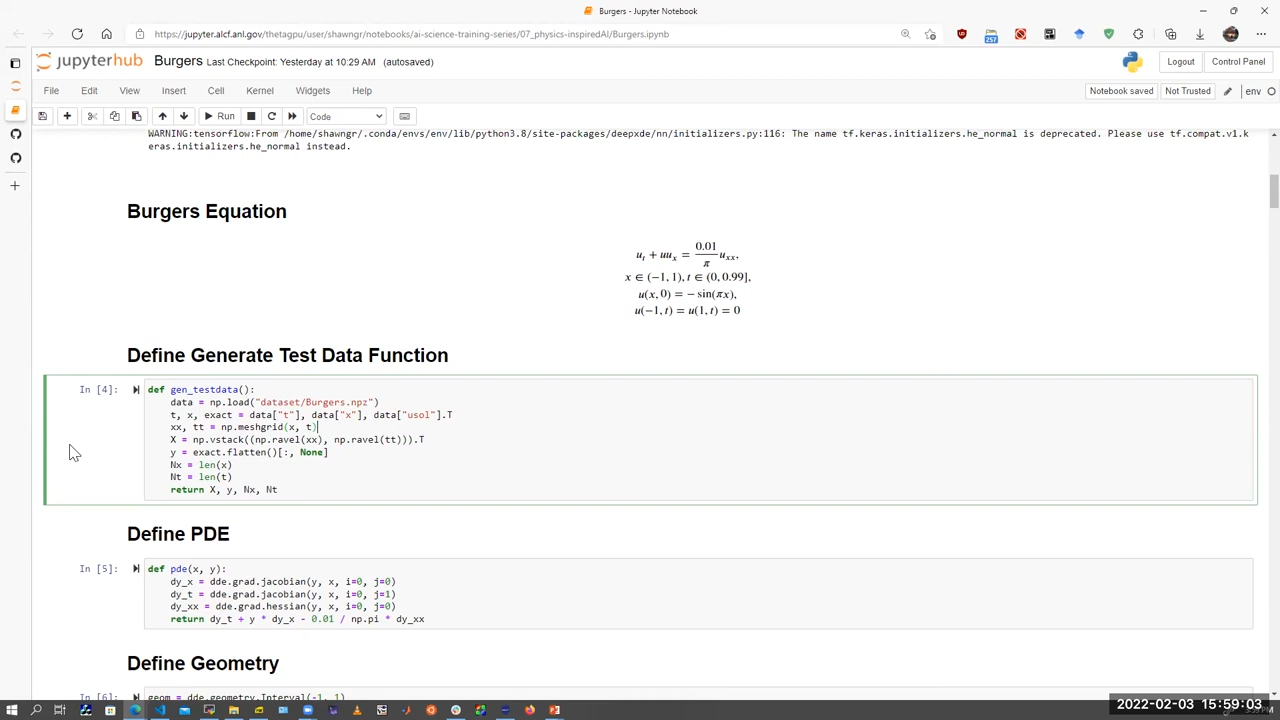 Burgers - Jupyter Notebook
https://jupyter.alcf.anl.gov/thetagpu/user/shawngr/notebooks/ai-science-training-series/07_physics-inspiredAI/Burgers.ipynb
257
jupyterhub Burgers Last Checkpoint: Yesterday at 10:29 AM (autosaved)
Logout Control Panel
File Edit View Insert Cell Kernel Widgets Help
Notebook saved Not Trusted env
Run Code
WARNING:tensorflow:From /home/shawngr/.conda/envs/env/lib/python3.8/site-packages/deepxde/nn/initializers.py:116: The name tf.keras.initializers.he_normal is deprecated. Please use tf.compat.v1.k
eras.initializers.he_normal instead.
Burgers Equation
u_t + uu_x = 0.01/π u_xx,
x ∈ (−1, 1), t ∈ (0, 0.99],
u(x, 0) = − sin(πx),
u(−1, t) = u(1, t) = 0
Define Generate Test Data Function
In [4]: def gen_testdata():
data = np.load("dataset/Burgers.npz")
t, x, exact = data["t"], data["x"], data["usol"].T
xx, tt = np.meshgrid(x, t)
X = np.vstack((np.ravel(xx), np.ravel(tt))).T
y = exact.flatten()[:, None]
Nx = len(x)
Nt = len(t)
return X, y, Nx, Nt
Define PDE
In [5]: def pde(x, y):
dy_x = dde.grad.jacobian(y, x, i=0, j=0)
dy_t = dde.grad.jacobian(y, x, i=0, j=1)
dy_xx = dde.grad.hessian(y, x, i=0, j=0)
return dy_t + y * dy_x - 0.01 / np.pi * dy_xx
Define Geometry
In [6]: geom = dde.geometry.Interval(-1, 1)
2022-02-03 15:59:03